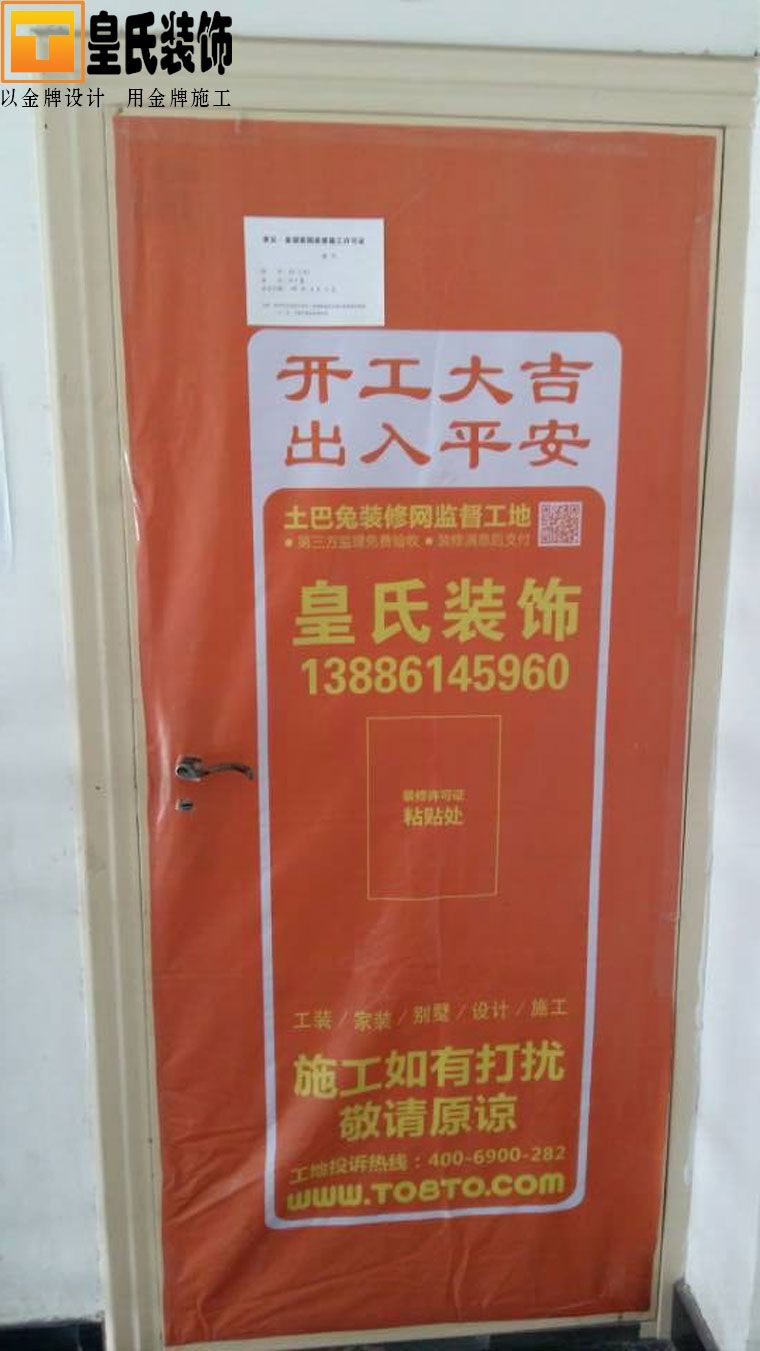 皇氏装饰
以金牌设计 用金牌施工
开工大吉
出入平安
土巴兔装修网监督工地
● 第三方监理免费验收 ● 装修满意后支付
皇氏装饰
13886145960
装修许可证
粘贴处
工装／家装／别墅／设计／施工
施工如有打扰
敬请原谅
工地投诉热线：400-6900-282
www.TO8TO.com